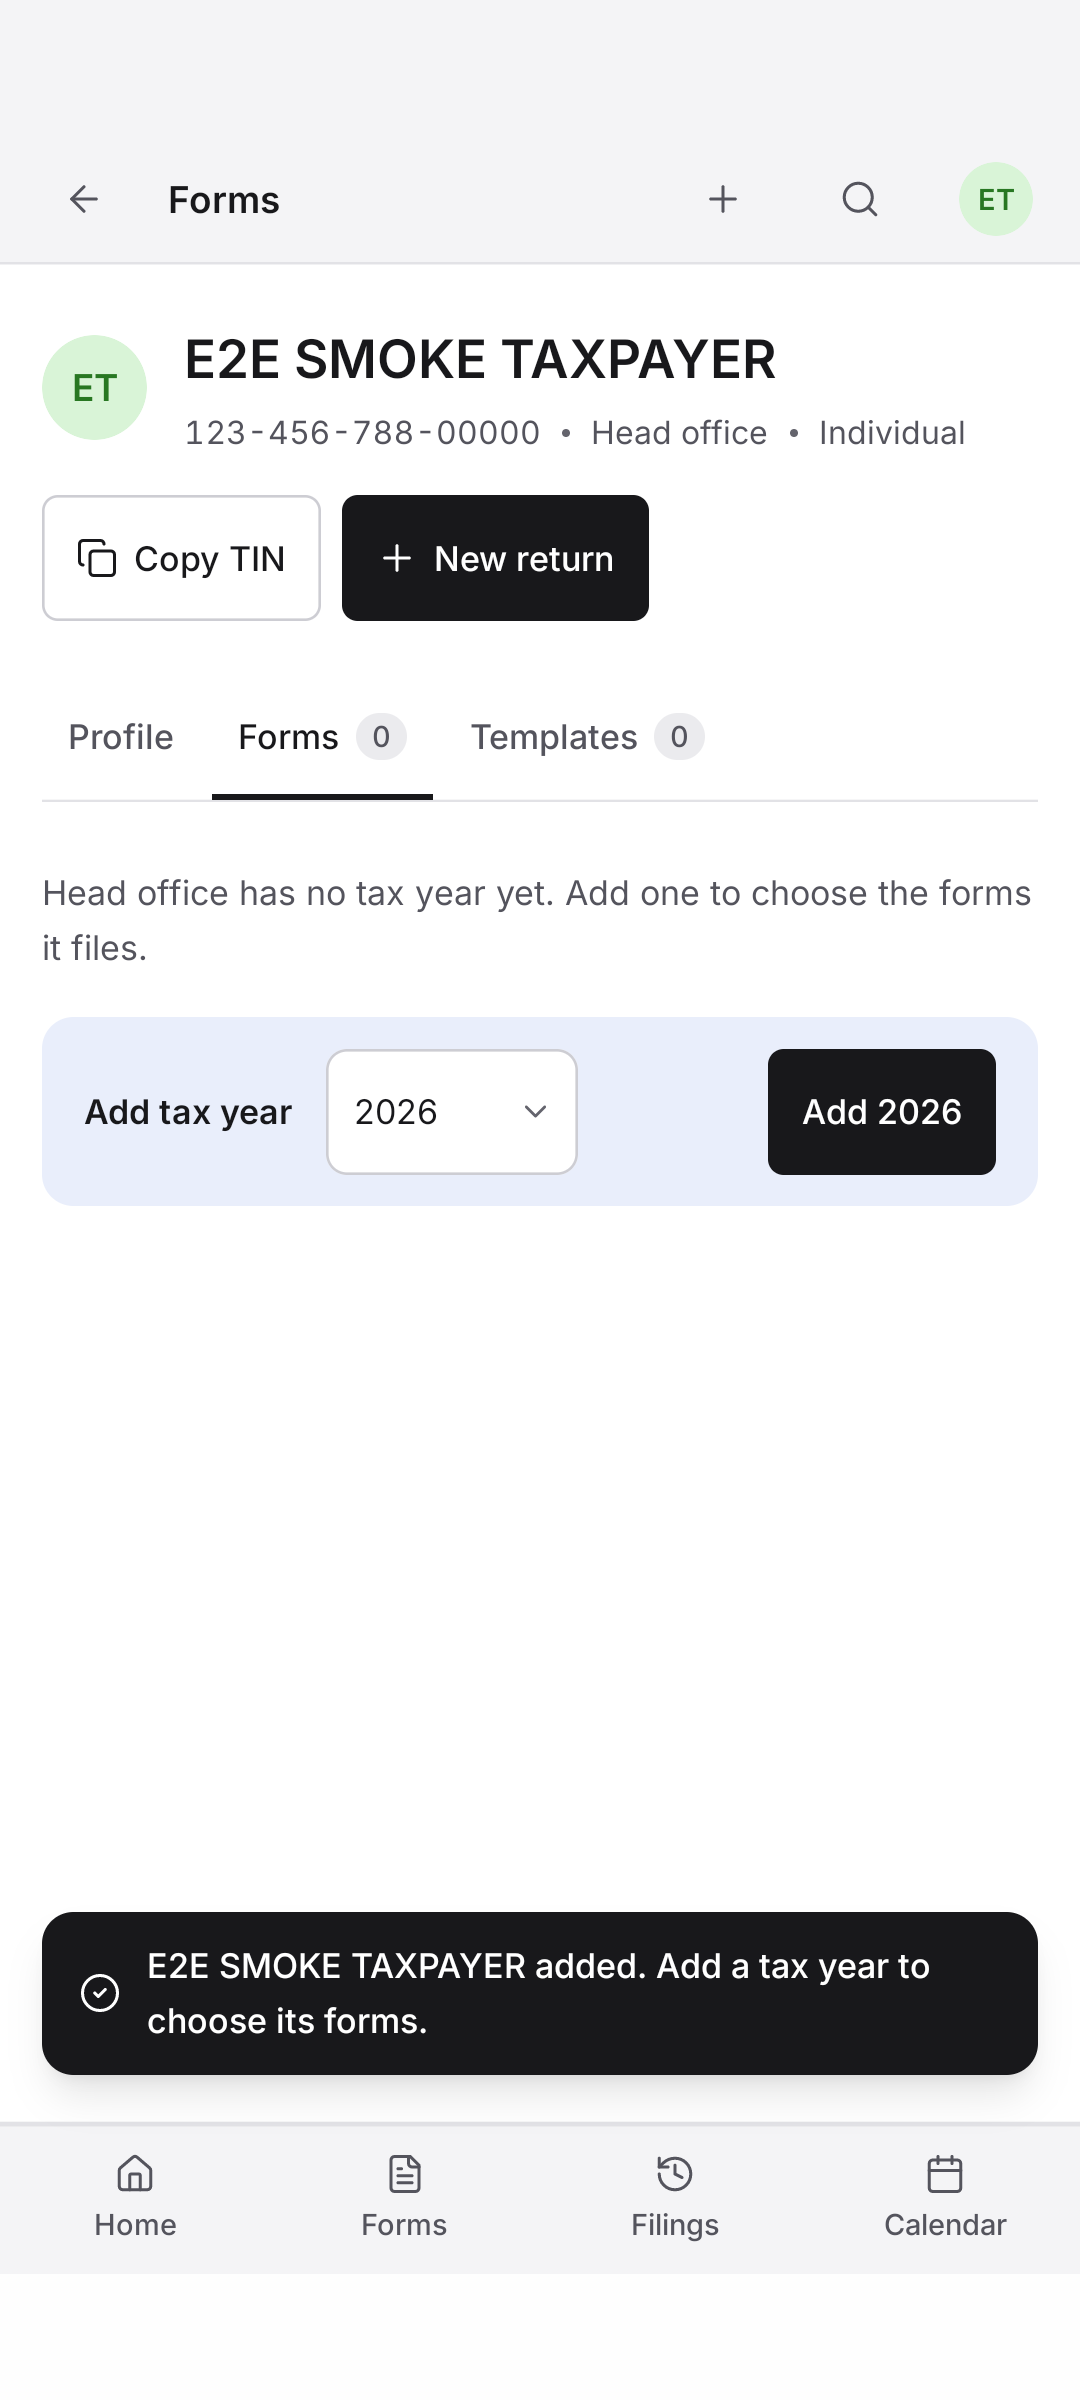 Forms
ET
ET
E2E SMOKE TAXPAYER
123-456-788-00000 • Head office • Individual
Copy TIN
New return
Profile
Forms 0
Templates 0
Head office has no tax year yet. Add one to choose the forms
it files.
Add tax year
2026
Add 2026
E2E SMOKE TAXPAYER added. Add a tax year to
choose its forms.
Home
Forms
Filings
Calendar